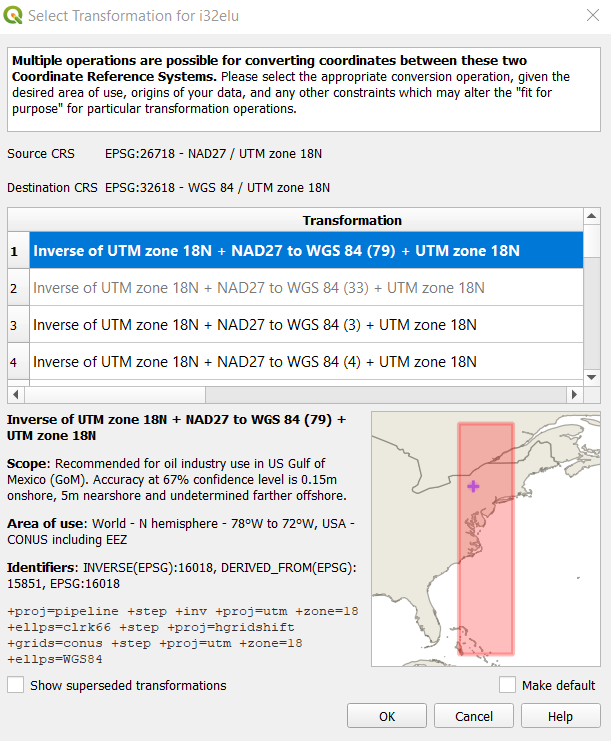 Select Transformation for i32elu
Multiple operations are possible for converting coordinates between these two
Coordinate Reference Systems. Please select the appropriate conversion operation, given the
desired area of use, origins of your data, and any other constraints which may alter the "fit for
purpose" for particular transformation operations.
Source CRS EPSG:26718 - NAD27 / UTM zone 18N
Destination CRS EPSG:32618 - WGS 84 / UTM zone 18N
Transformation
1 Inverse of UTM zone 18N + NAD27 to WGS 84 (79) + UTM zone 18N
2 Inverse of UTM zone 18N + NAD27 to WGS 84 (33) + UTM zone 18N
3 Inverse of UTM zone 18N + NAD27 to WGS 84 (3) + UTM zone 18N
4 Inverse of UTM zone 18N + NAD27 to WGS 84 (4) + UTM zone 18N
Inverse of UTM zone 18N + NAD27 to WGS 84 (79) +
UTM zone 18N
Scope: Recommended for oil industry use in US Gulf of
Mexico (GoM). Accuracy at 67% confidence level is 0.15m
onshore, 5m nearshore and undetermined farther offshore.
Area of use: World - N hemisphere - 78°W to 72°W, USA -
CONUS including EEZ
Identifiers: INVERSE(EPSG):16018, DERIVED_FROM(EPSG):
15851, EPSG:16018
+proj=pipeline +step +inv +proj=utm +zone=18
+ellps=clrk66 +step +proj=hgridshift
+grids=conus +step +proj=utm +zone=18
+ellps=WGS84
Show superseded transformations
Make default
OK
Cancel
Help